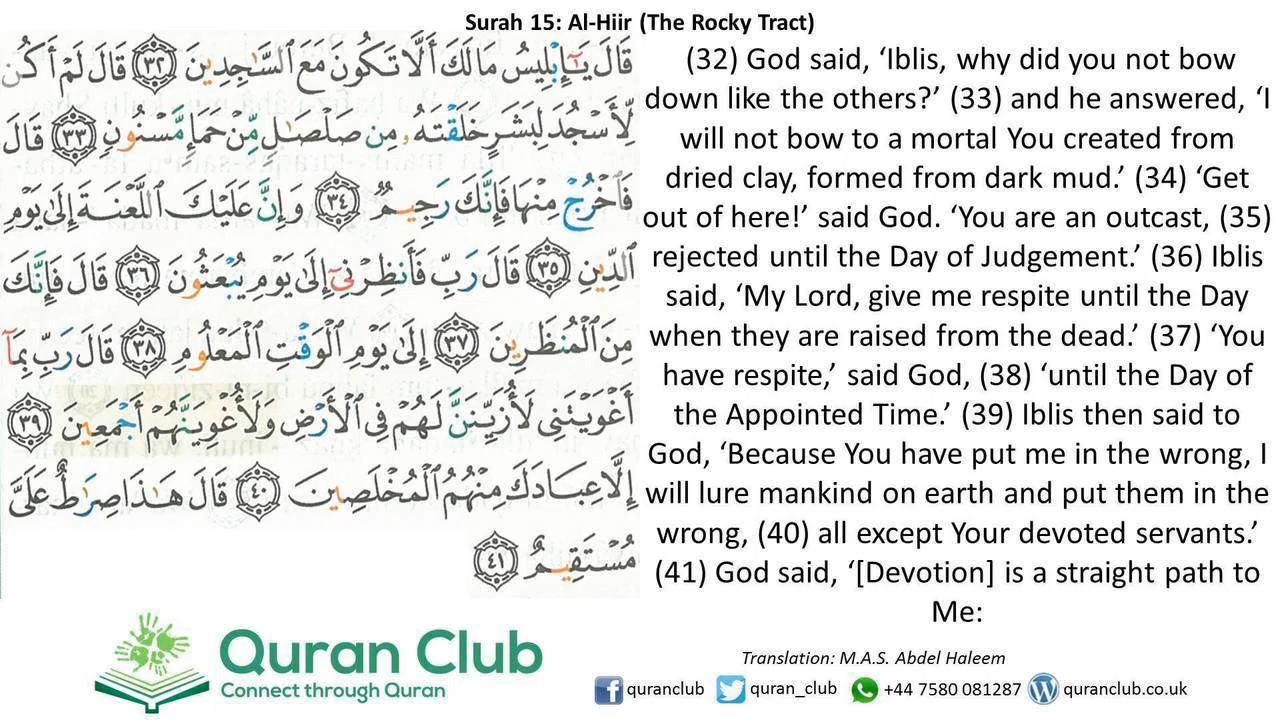 Surah 15: Al-Hiir (The Rocky Tract)
قَالَ يَٰٓإِبْلِيسُ مَالَكَ أَلَّا تَكُونَ مَعَ ٱلسَّٰجِدِينَ ٣٢ قَالَ لَمْ أَكُن
لِّأَسْجُدَ لِبَشَرٍ خَلَقْتَهُۥ مِن صَلْصَٰلٍ مِّنْ حَمَإٍ مَّسْنُونٍ ٣٣ قَالَ
فَٱخْرُجْ مِنْهَا فَإِنَّكَ رَجِيمٌ ٣٤ وَإِنَّ عَلَيْكَ ٱللَّعْنَةَ إِلَىٰ يَوْمِ
ٱلدِّينِ ٣٥ قَالَ رَبِّ فَأَنظِرْنِىٓ إِلَىٰ يَوْمِ يُبْعَثُونَ ٣٦ قَالَ فَإِنَّكَ
مِنَ ٱلْمُنظَرِينَ ٣٧ إِلَىٰ يَوْمِ ٱلْوَقْتِ ٱلْمَعْلُومِ ٣٨ قَالَ رَبِّ بِمَآ
أَغْوَيْتَنِى لَأُزَيِّنَنَّ لَهُمْ فِى ٱلْأَرْضِ وَلَأُغْوِيَنَّهُمْ أَجْمَعِينَ ٣٩
إِلَّا عِبَادَكَ مِنْهُمُ ٱلْمُخْلَصِينَ ٤٠ قَالَ هَٰذَا صِرَٰطٌ عَلَىَّ
مُسْتَقِيمٌ ٤١
(32) God said, ‘Iblis, why did you not bow
down like the others?’ (33) and he answered, ‘I
will not bow to a mortal You created from
dried clay, formed from dark mud.’ (34) ‘Get
out of here!’ said God. ‘You are an outcast, (35)
rejected until the Day of Judgement.’ (36) Iblis
said, ‘My Lord, give me respite until the Day
when they are raised from the dead.’ (37) ‘You
have respite,’ said God, (38) ‘until the Day of
the Appointed Time.’ (39) Iblis then said to
God, ‘Because You have put me in the wrong, I
will lure mankind on earth and put them in the
wrong, (40) all except Your devoted servants.’
(41) God said, ‘[Devotion] is a straight path to
Me:
Quran Club
Connect through Quran
Translation: M.A.S. Abdel Haleem
quranclub quran_club +44 7580 081287 quranclub.co.uk